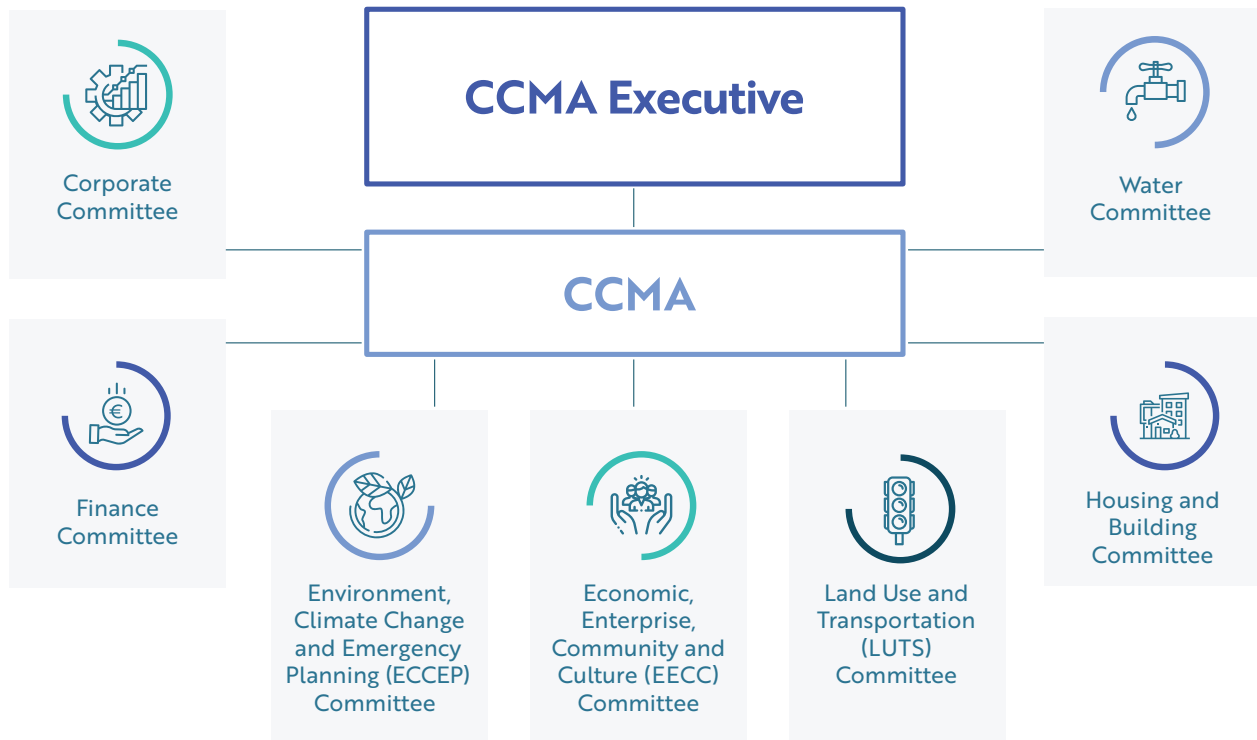 CCMA Executive
Corporate
Committee
Water
Committee
CCMA
Finance
Committee
Housing and
Building
Committee
Environment,
Climate Change
and Emergency
Planning (ECCEP)
Committee
Economic,
Enterprise,
Community and
Culture (EECC)
Committee
Land Use and
Transportation
(LUTS)
Committee
€